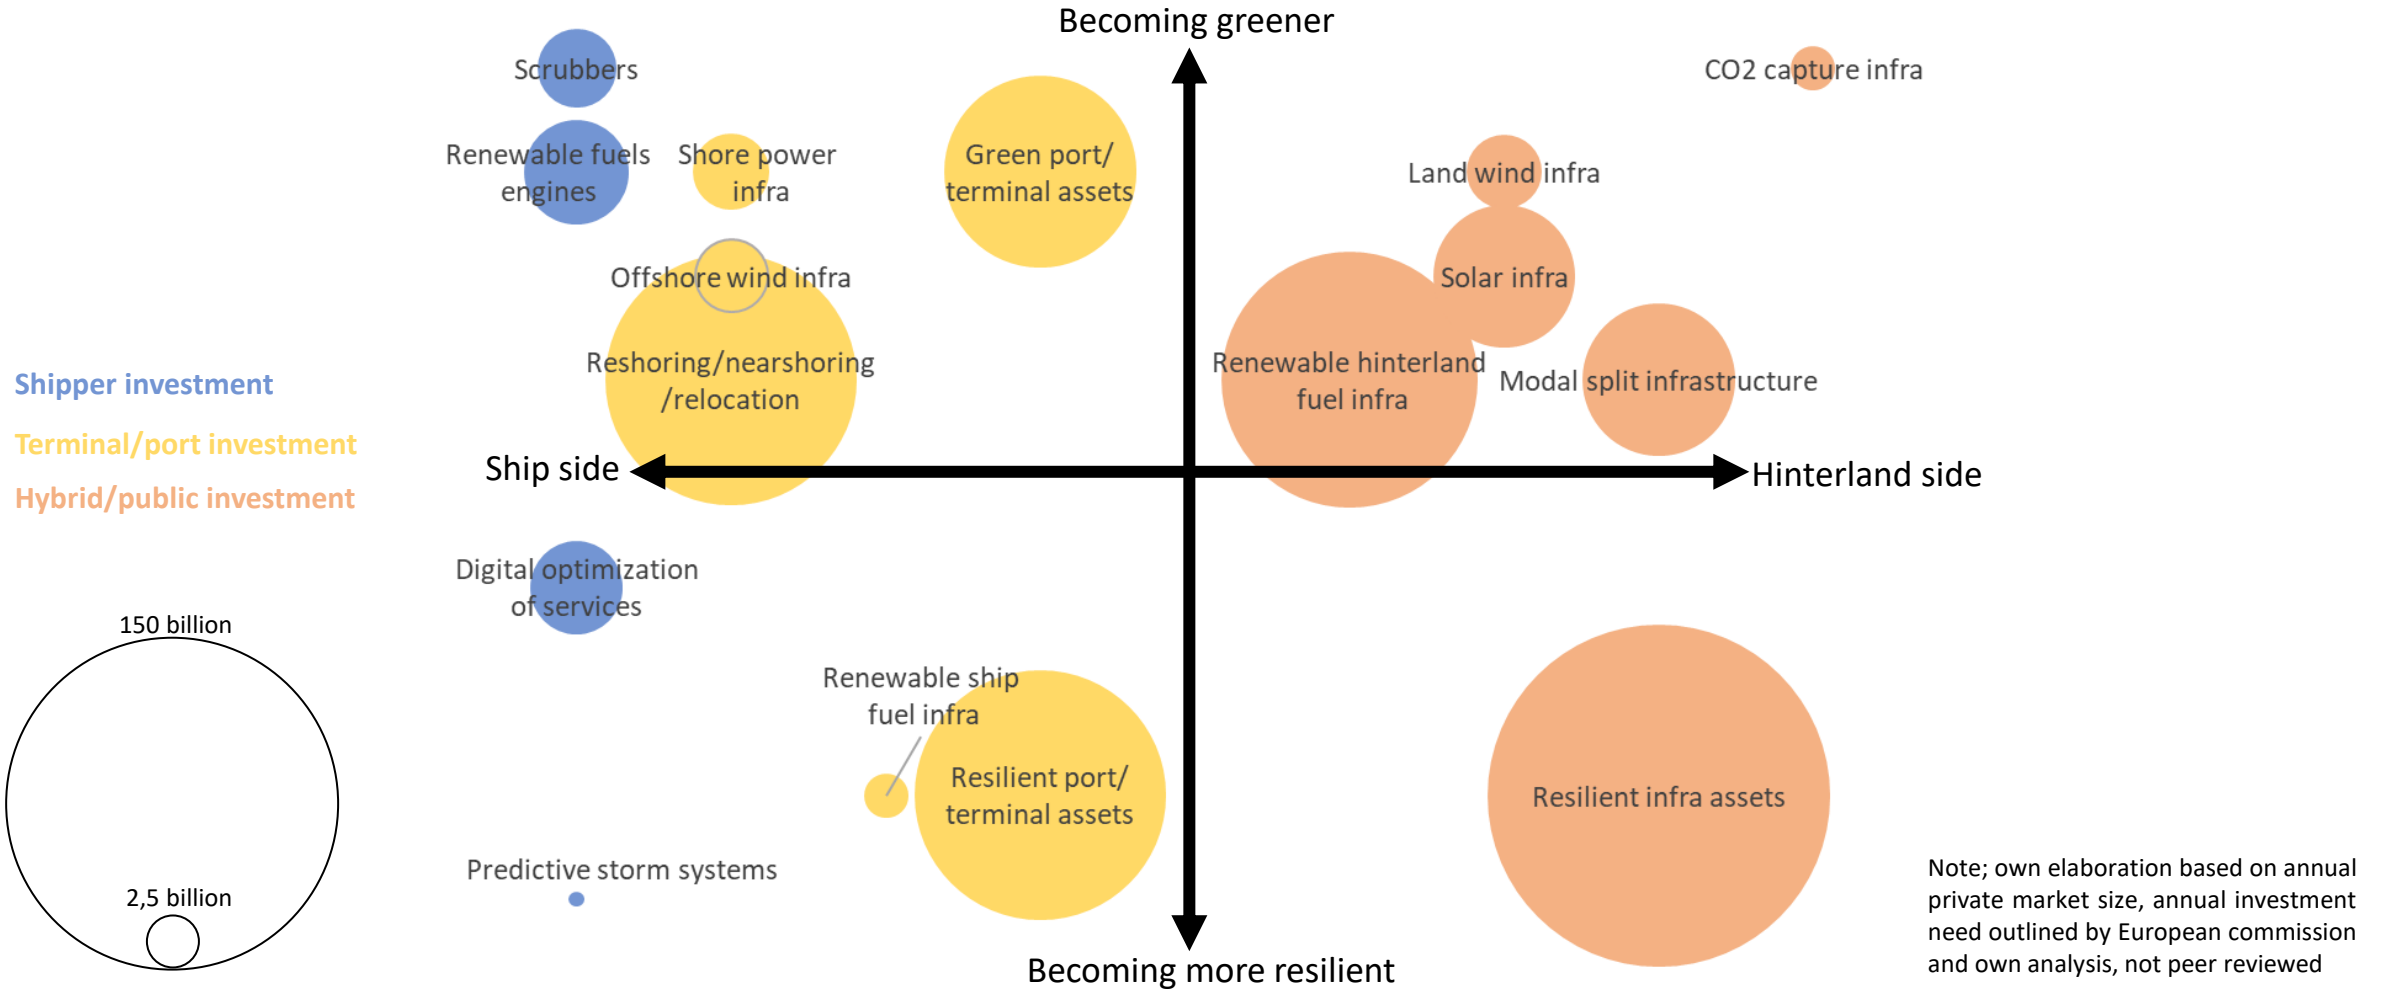 Becoming greener
Scrubbers
CO2 capture infra
Renewable fuels
engines
Shore power
infra
Green port/
terminal assets
Land wind infra
Offshore wind infra
Solar infra
Reshoring/nearshoring
/relocation
Renewable hinterland
fuel infra
Modal split infrastructure
Shipper investment
Terminal/port investment
Hybrid/public investment
Ship side
Hinterland side
Digital optimization
of services
150 billion
2,5 billion
Renewable ship
fuel infra
Resilient port/
terminal assets
Resilient infra assets
Predictive storm systems
Becoming more resilient
Note; own elaboration based on annual
private market size, annual investment
need outlined by European commission
and own analysis, not peer reviewed